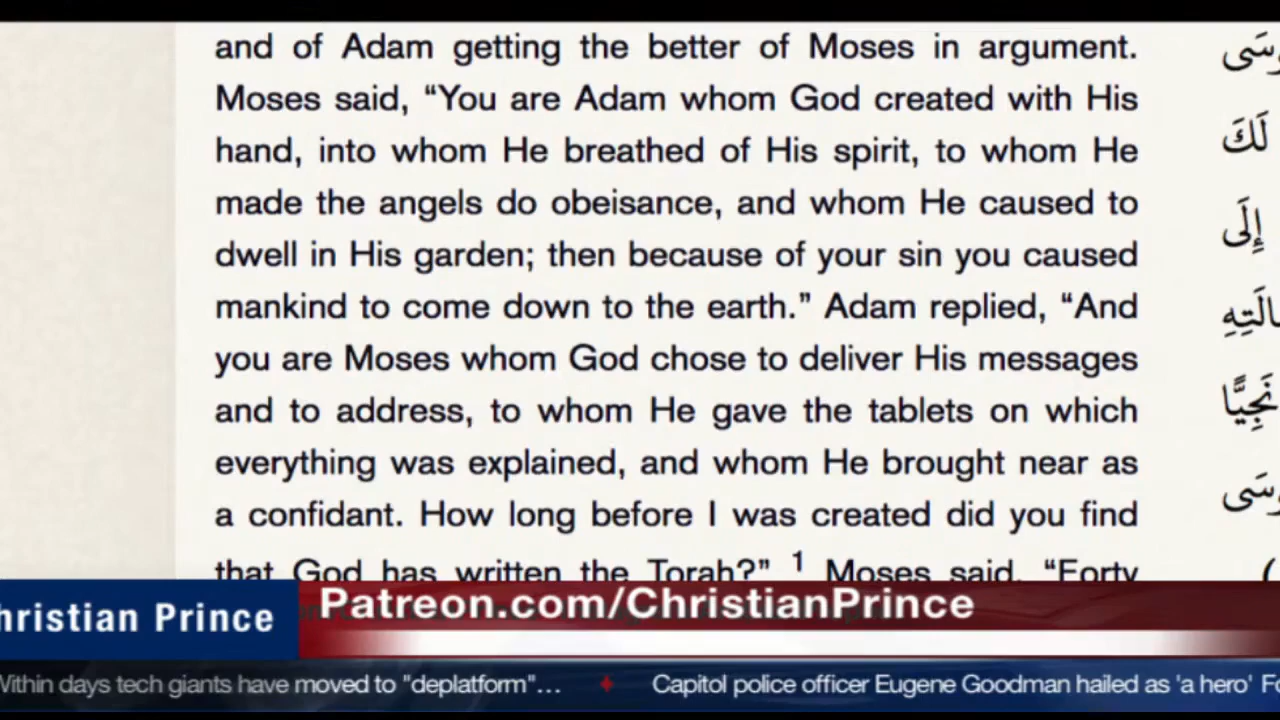 and of Adam getting the better of Moses in argument.
Moses said, “You are Adam whom God created with His
hand, into whom He breathed of His spirit, to whom He
made the angels do obeisance, and whom He caused to
dwell in His garden; then because of your sin you caused
mankind to come down to the earth.” Adam replied, “And
you are Moses whom God chose to deliver His messages
and to address, to whom He gave the tablets on which
everything was explained, and whom He brought near as
a confidant. How long before I was created did you find
that God has written the Torah?” 1 Moses said, “Forty
لَكَ
إِلَى
نَجِيًّا
hristian Prince
Patreon.com/ChristianPrince
Within days tech giants have moved to "deplatform"... Capitol police officer Eugene Goodman hailed as 'a hero' Fo